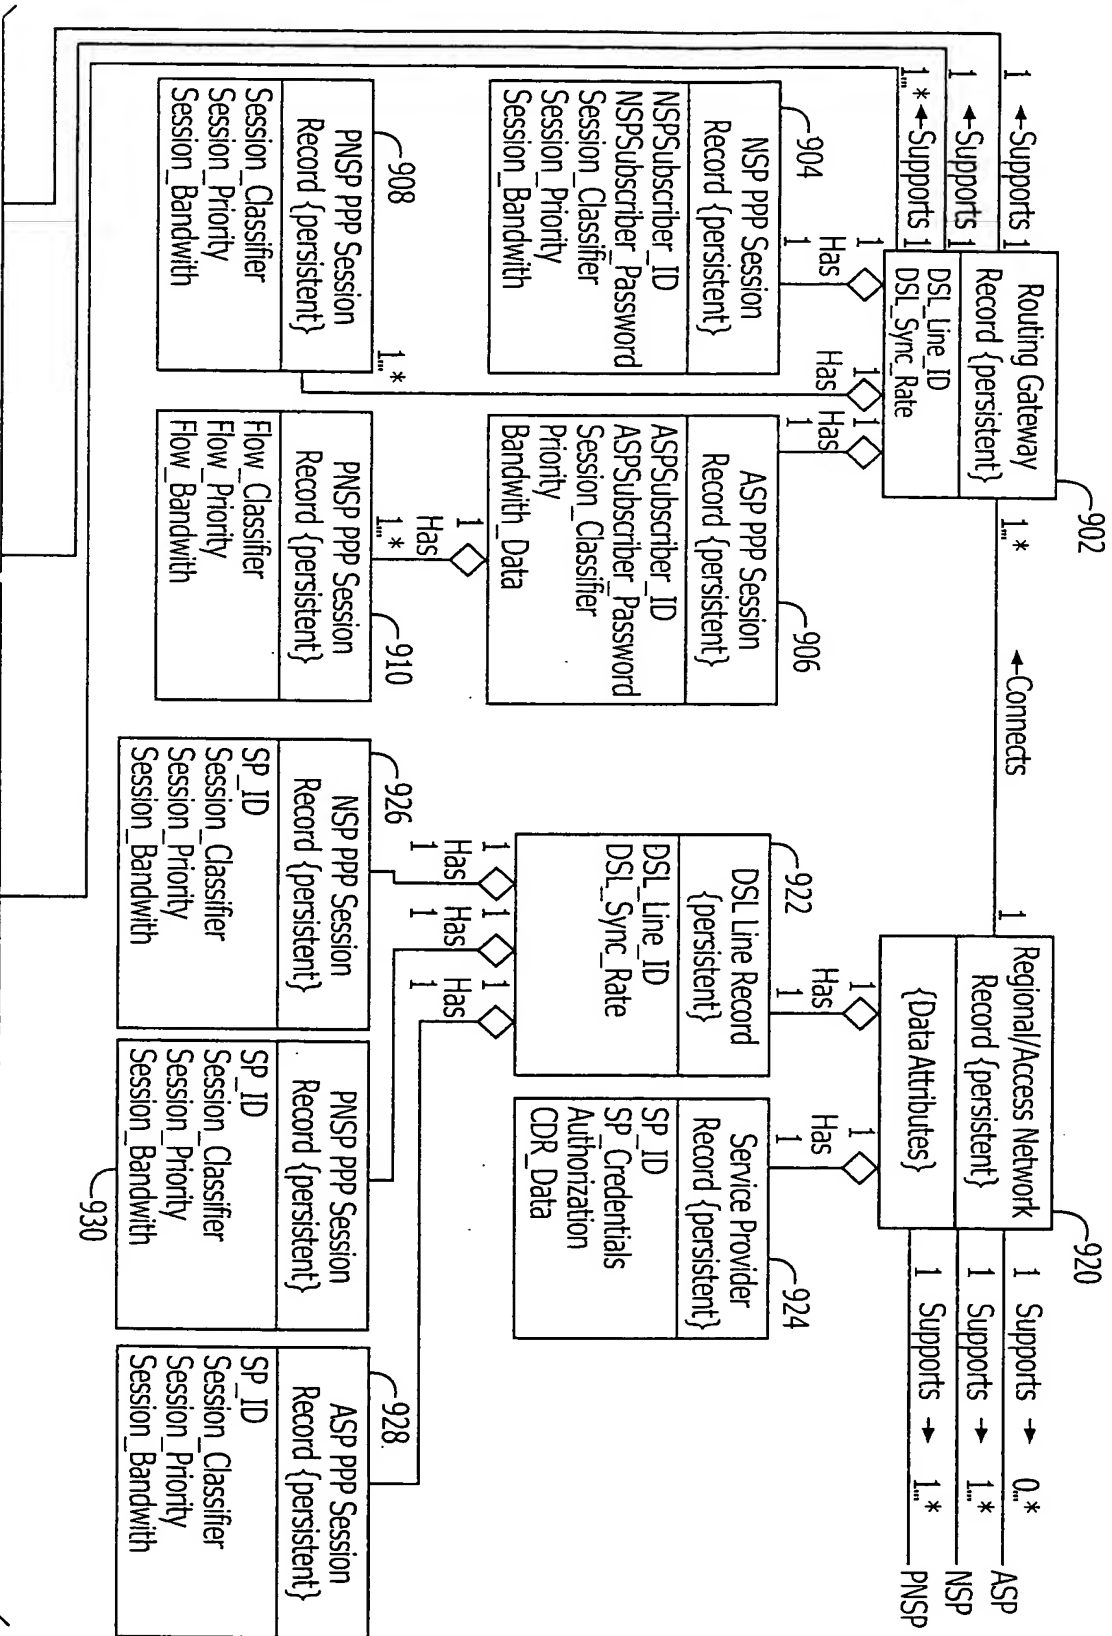 902
Routing Gateway
Record {persistent}
DSL_Line_ID
DSL_Sync_Rate
1 ←Supports 1
1 ←Supports 1
1...* ←Supports 1
1...*
←Connects
1
920
Regional/Access Network
Record {persistent}
{Data Attributes}
1 Supports → 0...* ASP
1 Supports → 1...* NSP
1 Supports → 1...* PNSP
1
Has
1
1
Has
1...*
1
Has
1
904
NSP PPP Session
Record {persistent}
NSPSubscriber_ID
NSPSubscriber_Password
Session_Classifier
Session_Priority
Session_Bandwith
906
ASP PPP Session
Record {persistent}
ASPSubscriber_ID
ASPSubscriber_Password
Session_Classifier
Priority
Bandwith_Data
1
Has
1...*
908
PNSP PPP Session
Record {persistent}
Session_Classifier
Session_Priority
Session_Bandwith
910
PNSP PPP Session
Record {persistent}
Flow_Classifier
Flow_Priority
Flow_Bandwith
1
Has
1
1
Has
1
922
DSL Line Record
{persistent}
DSL_Line_ID
DSL_Sync_Rate
924
Service Provider
Record {persistent}
SP_ID
SP_Credentials
Authorization
CDR_Data
1
Has
1
1
Has
1
1
Has
1
926
NSP PPP Session
Record {persistent}
SP_ID
Session_Classifier
Session_Priority
Session_Bandwith
930
PNSP PPP Session
Record {persistent}
SP_ID
Session_Classifier
Session_Priority
Session_Bandwith
928
ASP PPP Session
Record {persistent}
SP_ID
Session_Classifier
Session_Priority
Session_Bandwith